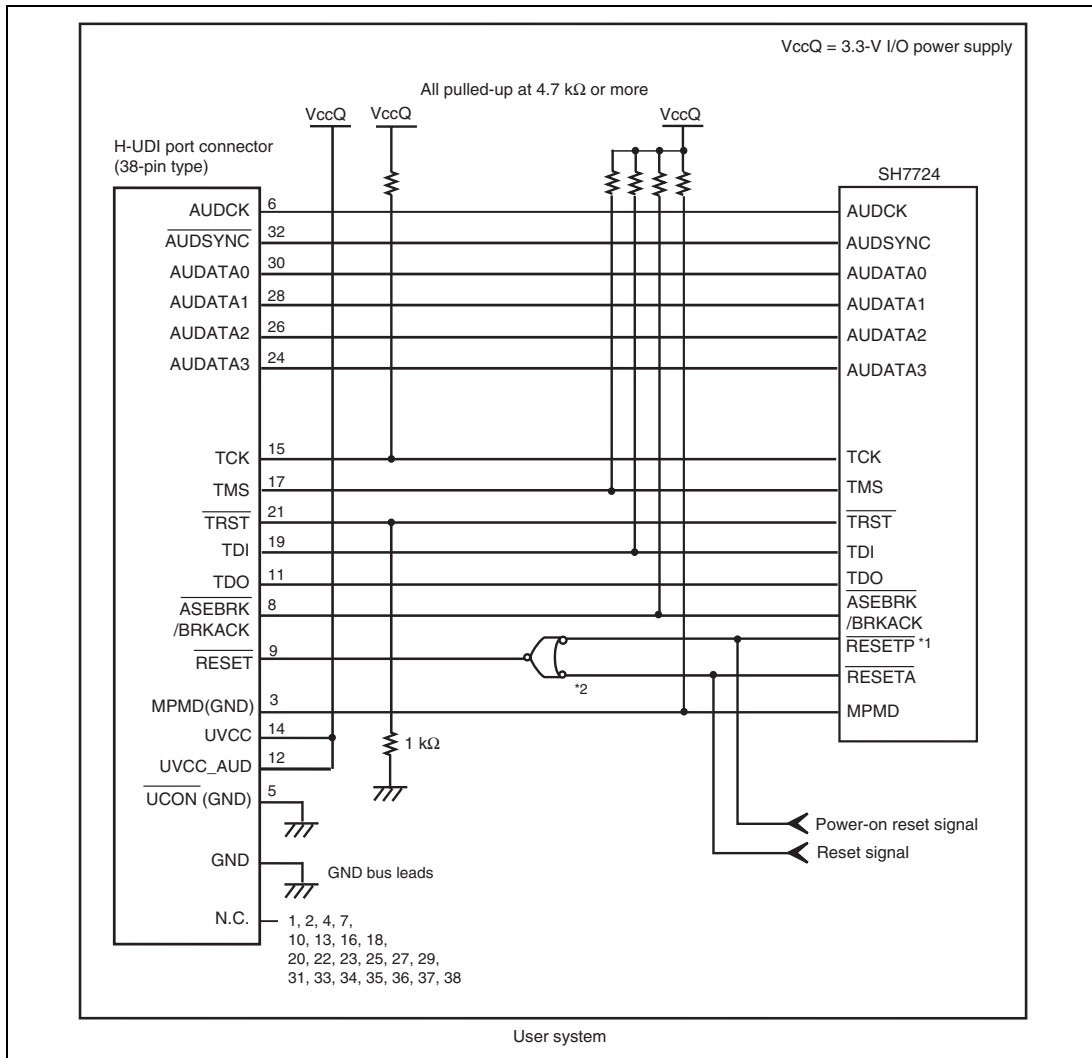 VccQ = 3.3-V I/O power supply
All pulled-up at 4.7 kΩ or more
VccQ VccQ VccQ
H-UDI port connector
(38-pin type)
SH7724
AUDCK 6 AUDCK
AUDSYNC 32 AUDSYNC
AUDATA0 30 AUDATA0
AUDATA1 28 AUDATA1
AUDATA2 26 AUDATA2
AUDATA3 24 AUDATA3
TCK 15 TCK
TMS 17 TMS
TRST 21 TRST
TDI 19 TDI
TDO 11 TDO
ASEBRK 8 ASEBRK
/BRKACK /BRKACK
RESET 9 RESETP *1
*2 RESETA
MPMD(GND) 3 MPMD
UVCC 14
1 kΩ
UVCC_AUD 12
UCON (GND) 5
Power-on reset signal
Reset signal
GND GND bus leads
N.C. 1, 2, 4, 7,
10, 13, 16, 18,
20, 22, 23, 25, 27, 29,
31, 33, 34, 35, 36, 37, 38
User system